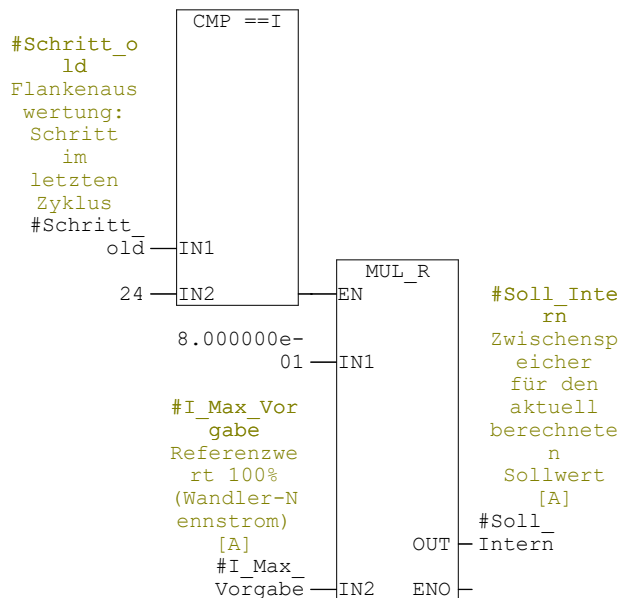 CMP ==I
#Schritt_o
ld
Flankenaus
wertung:
Schritt
im
letzten
Zyklus
#Schritt_
old
IN1
24
IN2
MUL_R
EN
8.000000e-
01
IN1
#I_Max_Vor
gabe
Referenzwe
rt 100%
(Wandler-N
ennstrom)
[A]
#I_Max_
Vorgabe
IN2
#Soll_Inte
rn
Zwischensp
eicher
für den
aktuell
berechnete
n
Sollwert
[A]
#Soll_
Intern
OUT
ENO